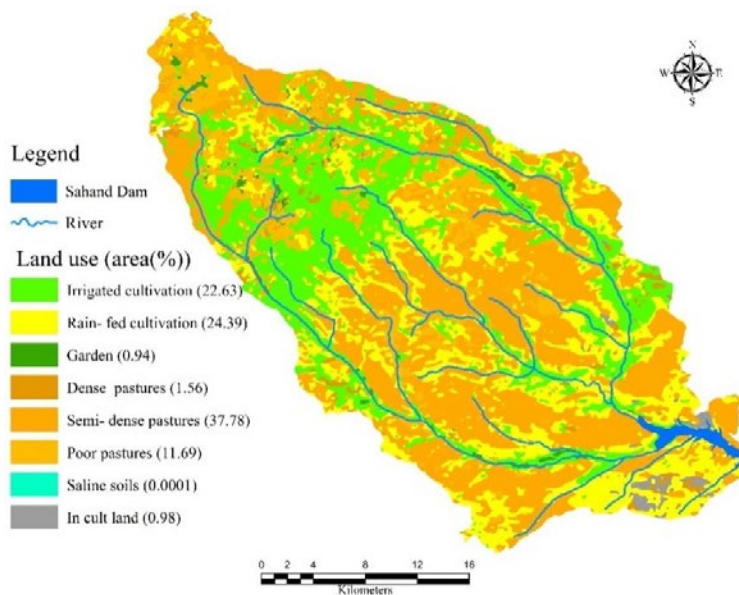 N
W E
S
Legend
Sahand Dam
River
Land use (area(%))
Irrigated cultivation (22.63)
Rain- fed cultivation (24.39)
Garden (0.94)
Dense pastures (1.56)
Semi- dense pastures (37.78)
Poor pastures (11.69)
Saline soils (0.0001)
In cult land (0.98)
0 1 2 4 8 12 16
Kilometers